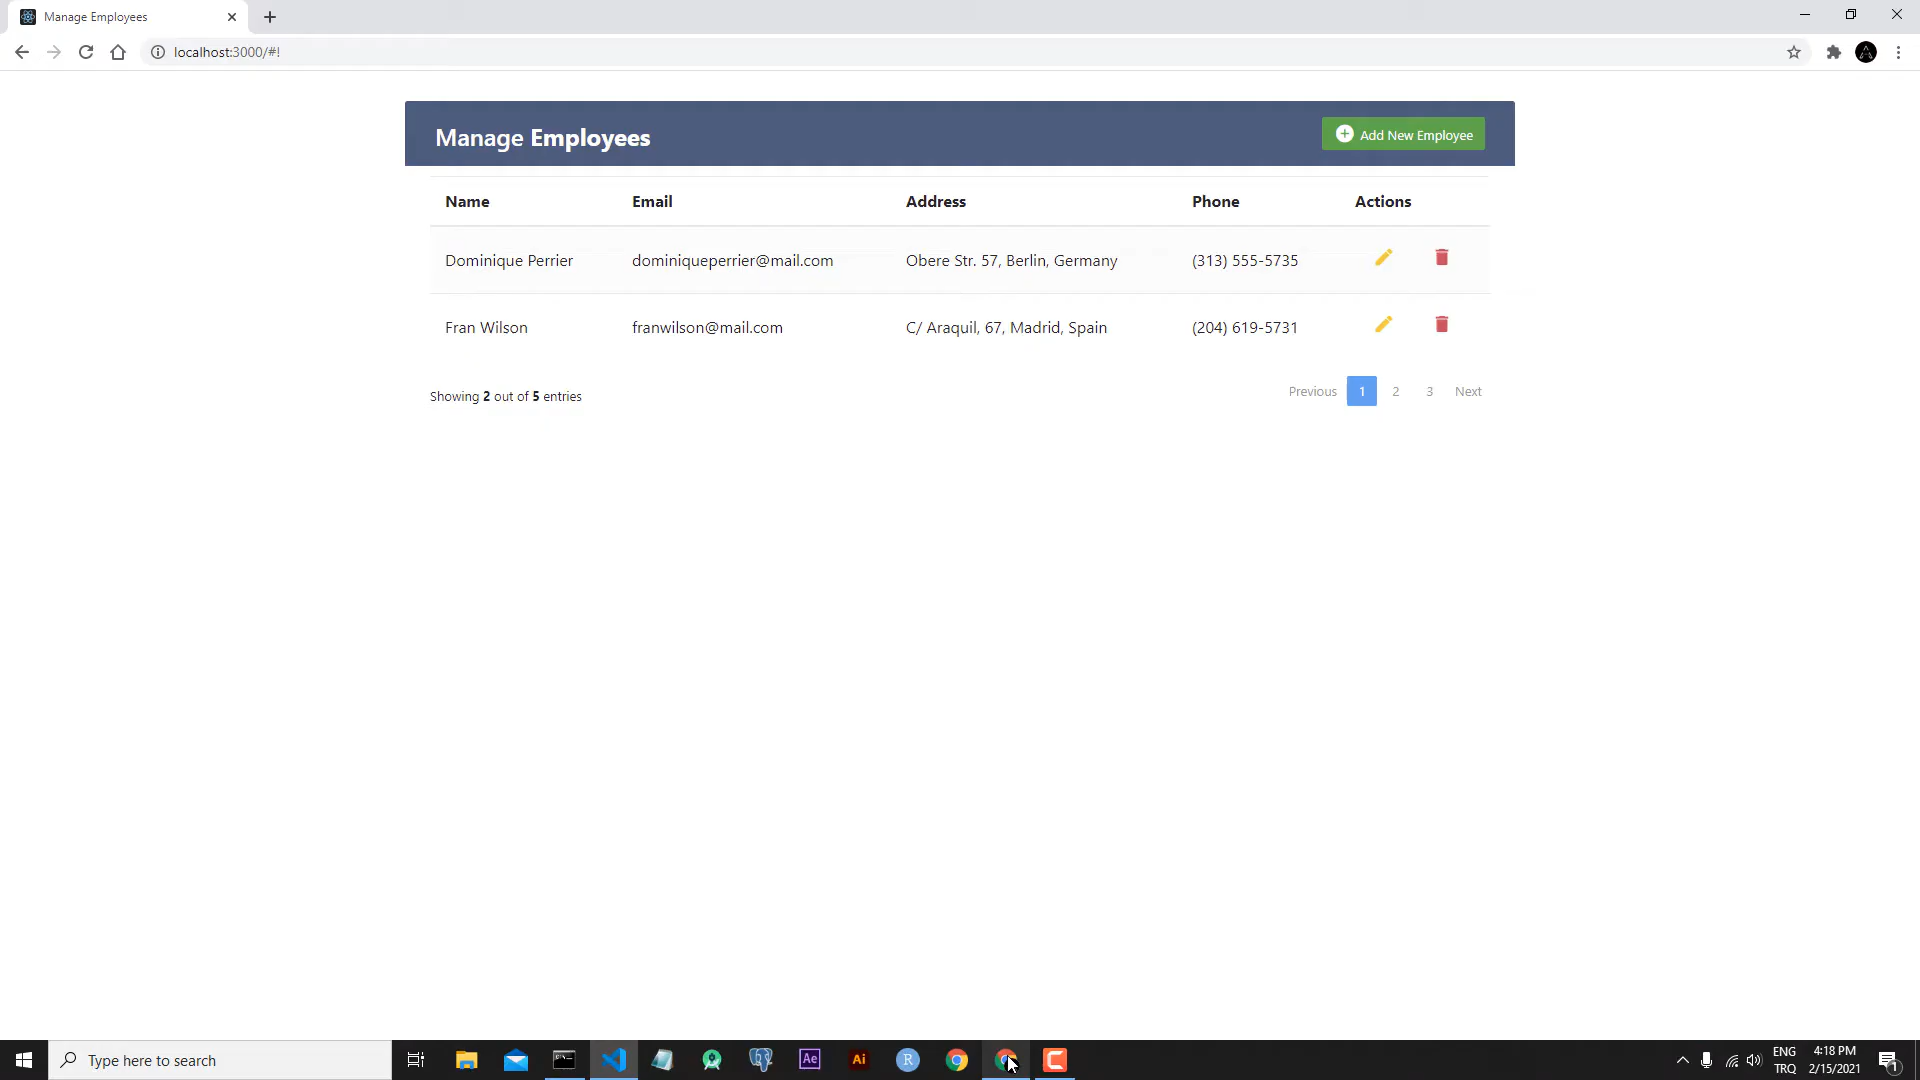 Manage Employees
localhost:3000/#!
Manage Employees
Add New Employee
Name Email Address Phone Actions
Dominique Perrier dominiqueperrier@mail.com Obere Str. 57, Berlin, Germany (313) 555-5735
Fran Wilson franwilson@mail.com C/ Araquil, 67, Madrid, Spain (204) 619-5731
Showing 2 out of 5 entries
Previous 1 2 3 Next
Type here to search
Ae
Ai
R
ENG
TRQ
4:18 PM
2/15/2021
1